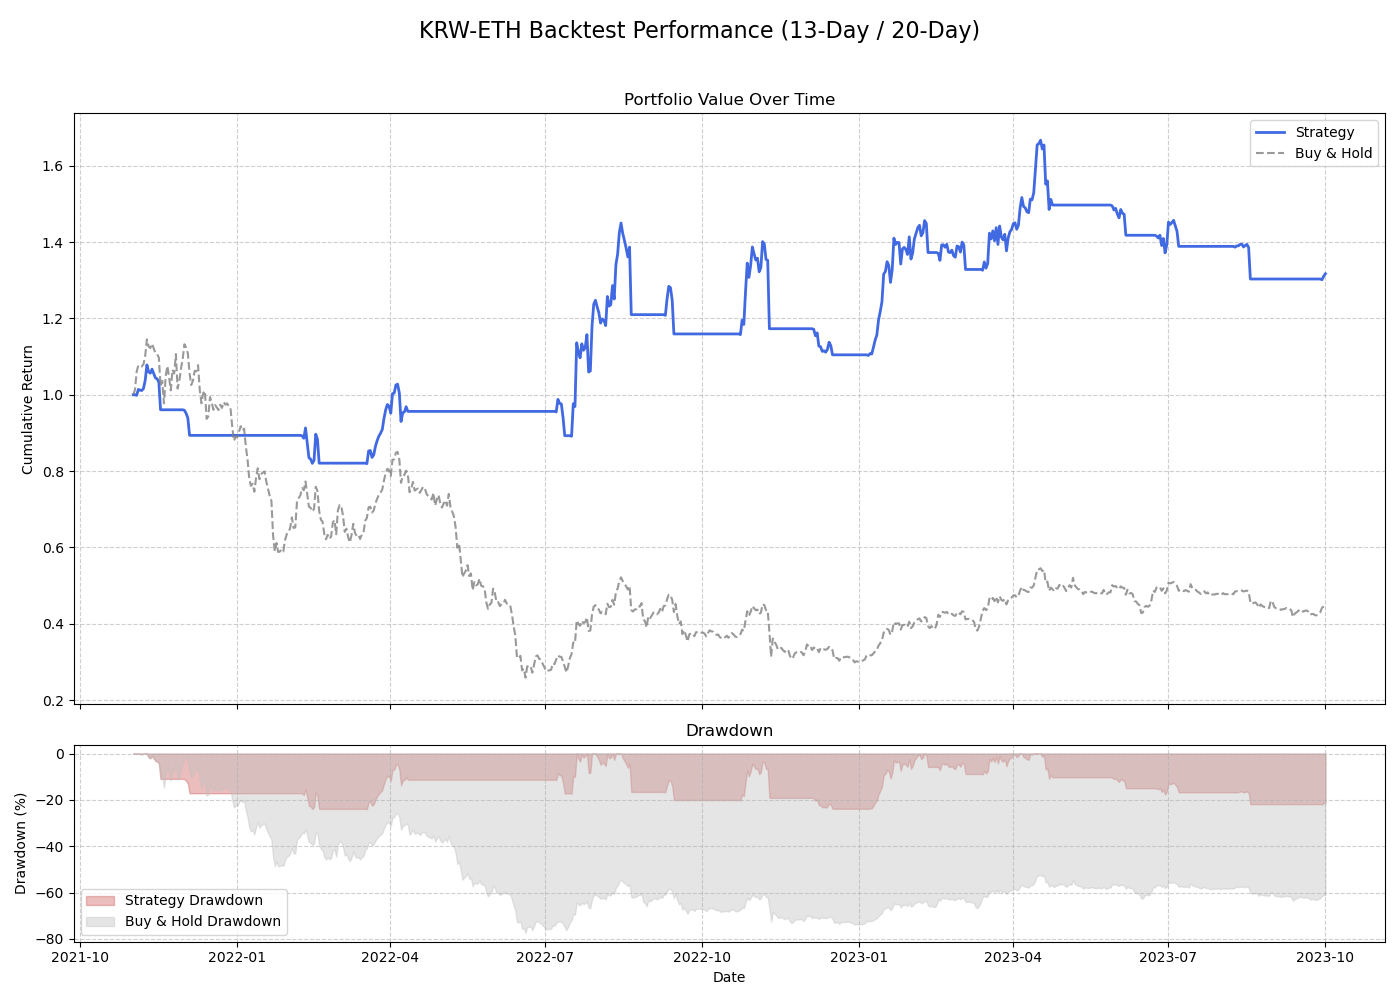 KRW-ETH Backtest Performance (13-Day / 20-Day)
Portfolio Value Over Time
Strategy
Buy & Hold
Cumulative Return
1.6
1.4
1.2
1.0
0.8
0.6
0.4
0.2
Drawdown
Drawdown (%)
0
−20
−40
−60
−80
Strategy Drawdown
Buy & Hold Drawdown
2021-10
2022-01
2022-04
2022-07
2022-10
2023-01
2023-04
2023-07
2023-10
Date